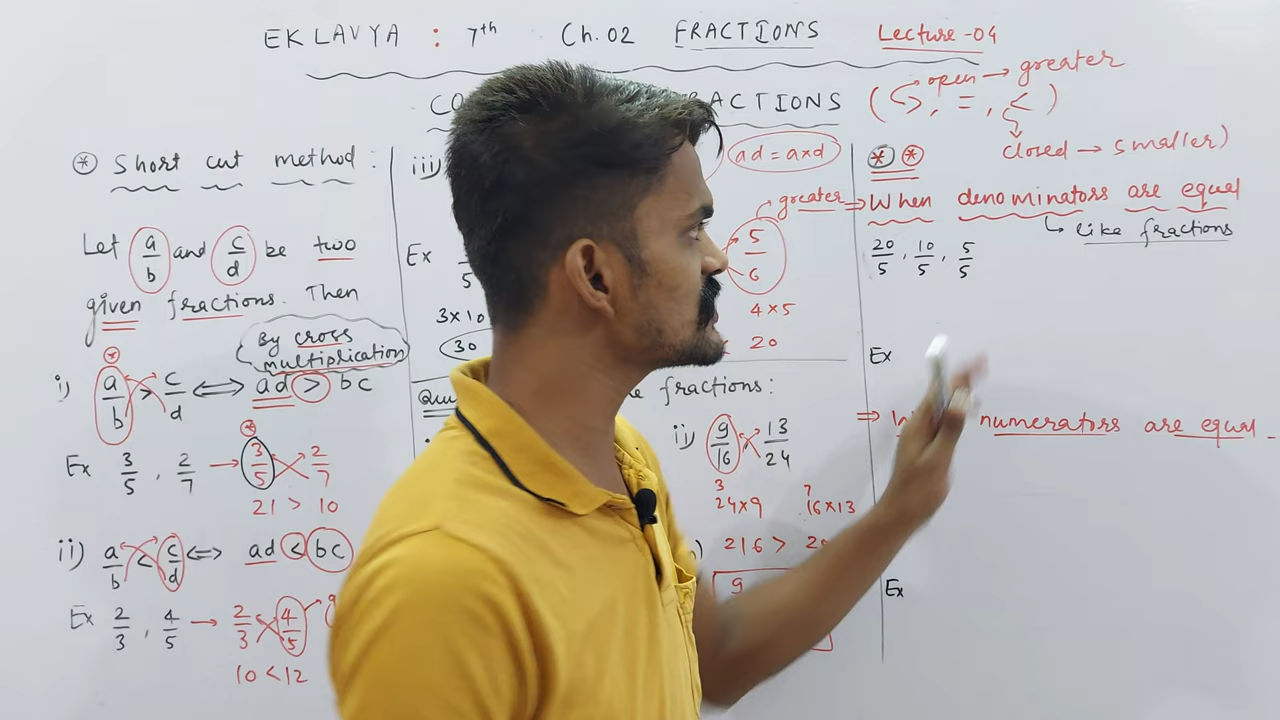 EKLAVYA : 7th Ch.02 FRACTIONS Lecture-04
open → greater
CO RACTIONS ( > , = , < )
closed → smaller)
* Short cut method :
Let a/b and c/d be two
given fractions. Then
By cross
multiplication
i) a/b > c/d ⟺ ad > bc
Ex 3/5 , 2/7 → 3/5 2/7
21 > 10
ii) a/b < c/d ⟺ ad < bc
Ex 2/3 , 4/5 → 2/3 4/5
10 < 12
iii) ad = a×d
greater
Ex 5/6
3×10 4×5
30 20
fractions :
ii) 9/16 13/24
3 7
24×9 16×13
216 >
9
* *
⇒ When denominators are equal
↳ like fractions
20/5 , 10/5 , 5/5
Ex
⇒ numerators are equal
Ex